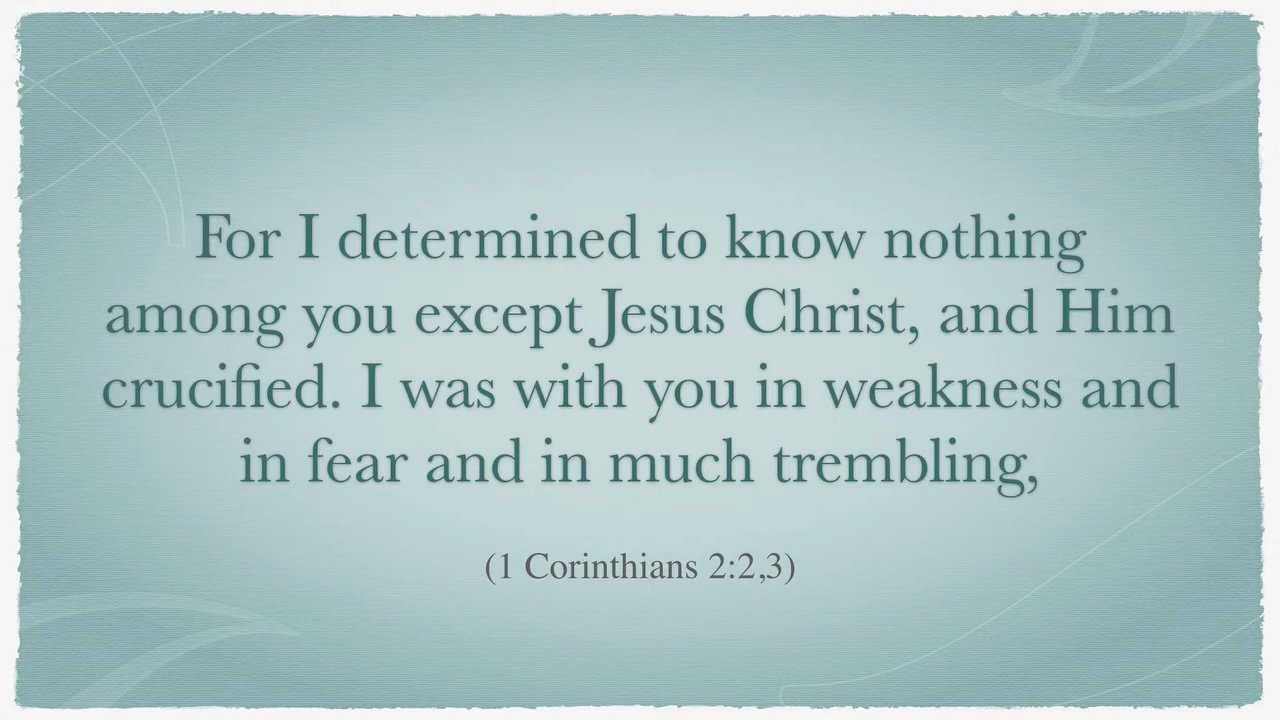 For I determined to know nothing
among you except Jesus Christ, and Him
crucified. I was with you in weakness and
in fear and in much trembling,
(1 Corinthians 2:2,3)